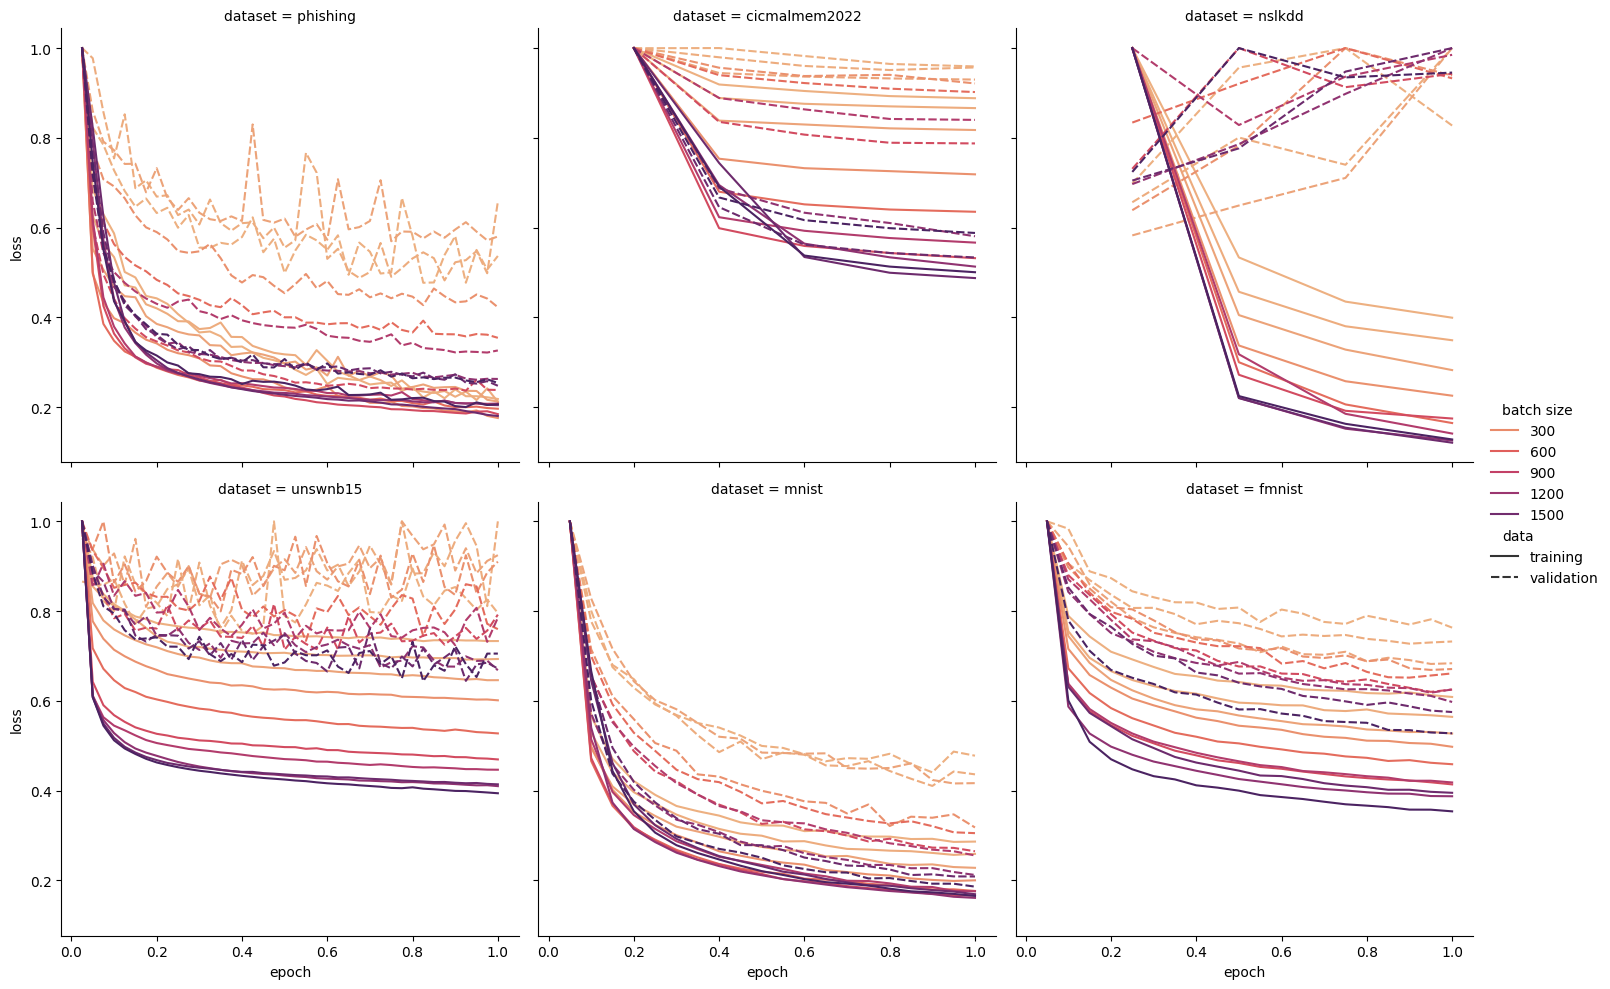 dataset = phishing
dataset = cicmalmem2022
dataset = nslkdd
1.0
0.8
0.6
0.4
0.2
loss
dataset = unswnb15
dataset = mnist
dataset = fmnist
1.0
0.8
0.6
0.4
0.2
loss
0.0 0.2 0.4 0.6 0.8 1.0
0.0 0.2 0.4 0.6 0.8 1.0
0.0 0.2 0.4 0.6 0.8 1.0
epoch
epoch
epoch
batch size
300
600
900
1200
1500
data
training
validation